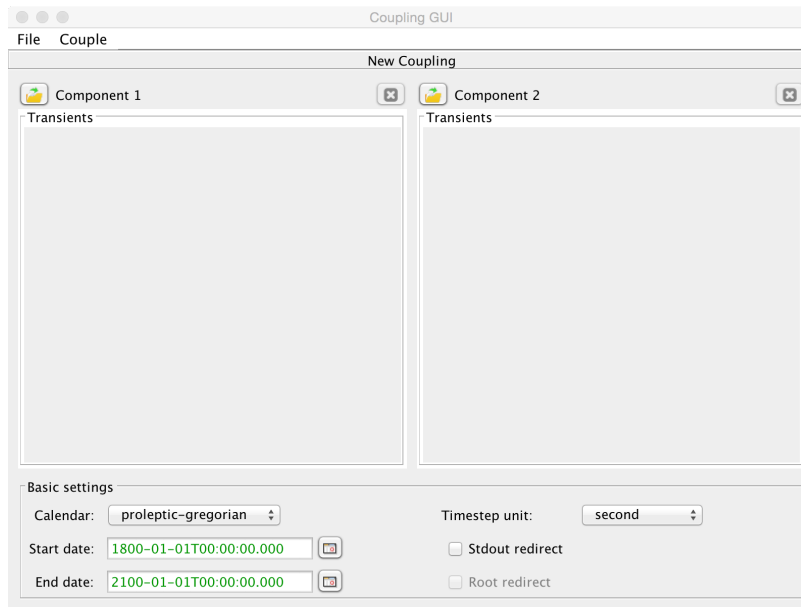 Coupling GUI
File Couple
New Coupling
Component 1
Component 2
Transients
Transients
Basic settings
Calendar: proleptic-gregorian
Timestep unit: second
Start date: 1800-01-01T00:00:00.000
Stdout redirect
End date: 2100-01-01T00:00:00.000
Root redirect